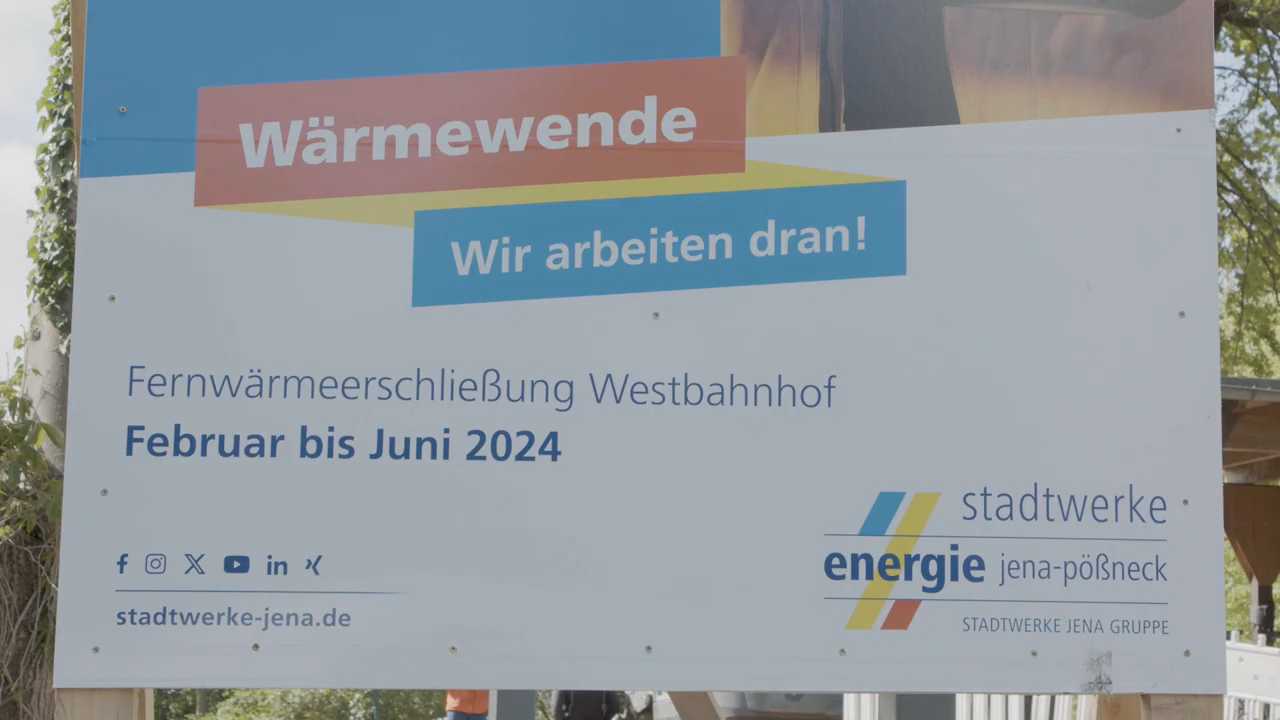 Wärmewende
Wir arbeiten dran!
Fernwärmeerschließung Westbahnhof
Februar bis Juni 2024
stadtwerke-jena.de
stadtwerke
energie jena-pößneck
STADTWERKE JENA GRUPPE